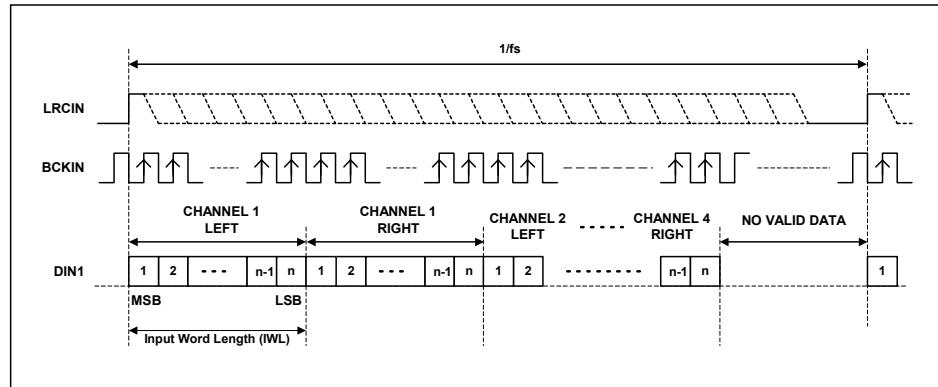 1/fs
LRCIN
BCKIN
CHANNEL 1
LEFT
CHANNEL 1
RIGHT
CHANNEL 2
LEFT
CHANNEL 4
RIGHT
NO VALID DATA
DIN1
1 2 n-1 n 1 2 n-1 n 1 2 n-1 n 1
MSB LSB
Input Word Length (IWL)